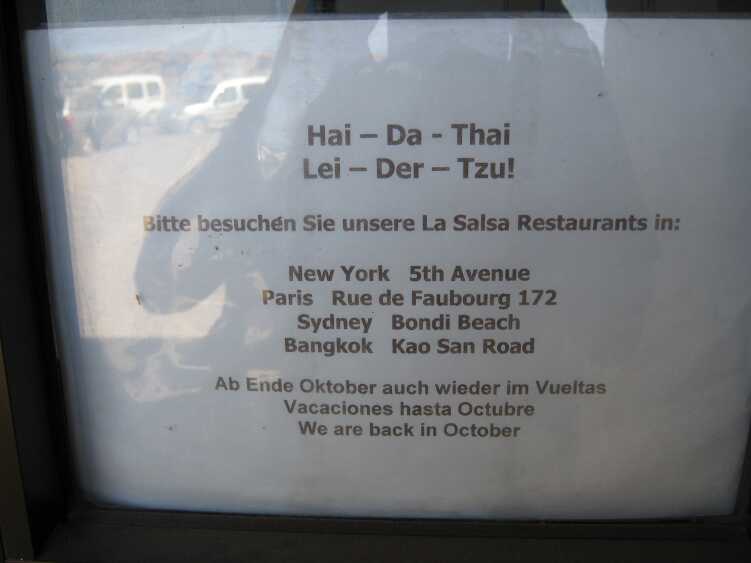 Hai – Da - Thai
Lei – Der – Tzu!
Bitte besuchen Sie unsere La Salsa Restaurants in:
New York 5th Avenue
Paris Rue de Faubourg 172
Sydney Bondi Beach
Bangkok Kao San Road
Ab Ende Oktober auch wieder im Vueltas
Vacaciones hasta Octubre
We are back in October